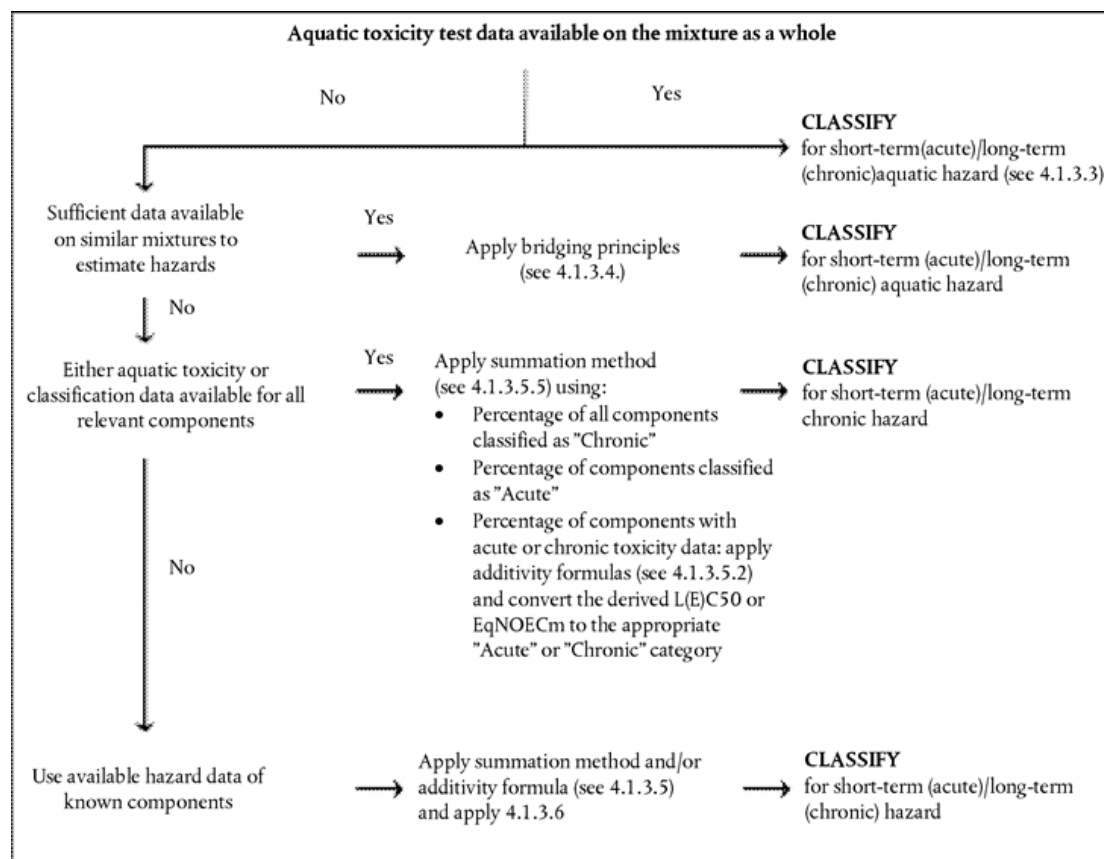 Aquatic toxicity test data available on the mixture as a whole
No
Yes
CLASSIFY
for short-term(acute)/long-term
(chronic)aquatic hazard (see 4.1.3.3)
Sufficient data available
on similar mixtures to
estimate hazards
Yes
Apply bridging principles
(see 4.1.3.4.)
CLASSIFY
for short-term (acute)/long-term
(chronic) aquatic hazard
No
Either aquatic toxicity or
classification data available for all
relevant components
Yes
Apply summation method
(see 4.1.3.5.5) using:
• Percentage of all components
classified as "Chronic"
• Percentage of components classified
as "Acute"
• Percentage of components with
acute or chronic toxicity data: apply
additivity formulas (see 4.1.3.5.2)
and convert the derived L(E)C50 or
EqNOECm to the appropriate
"Acute" or "Chronic" category
CLASSIFY
for short-term (acute)/long-term
chronic hazard
No
Use available hazard data of
known components
Apply summation method and/or
additivity formula (see 4.1.3.5)
and apply 4.1.3.6
CLASSIFY
for short-term (acute)/long-term
(chronic) hazard